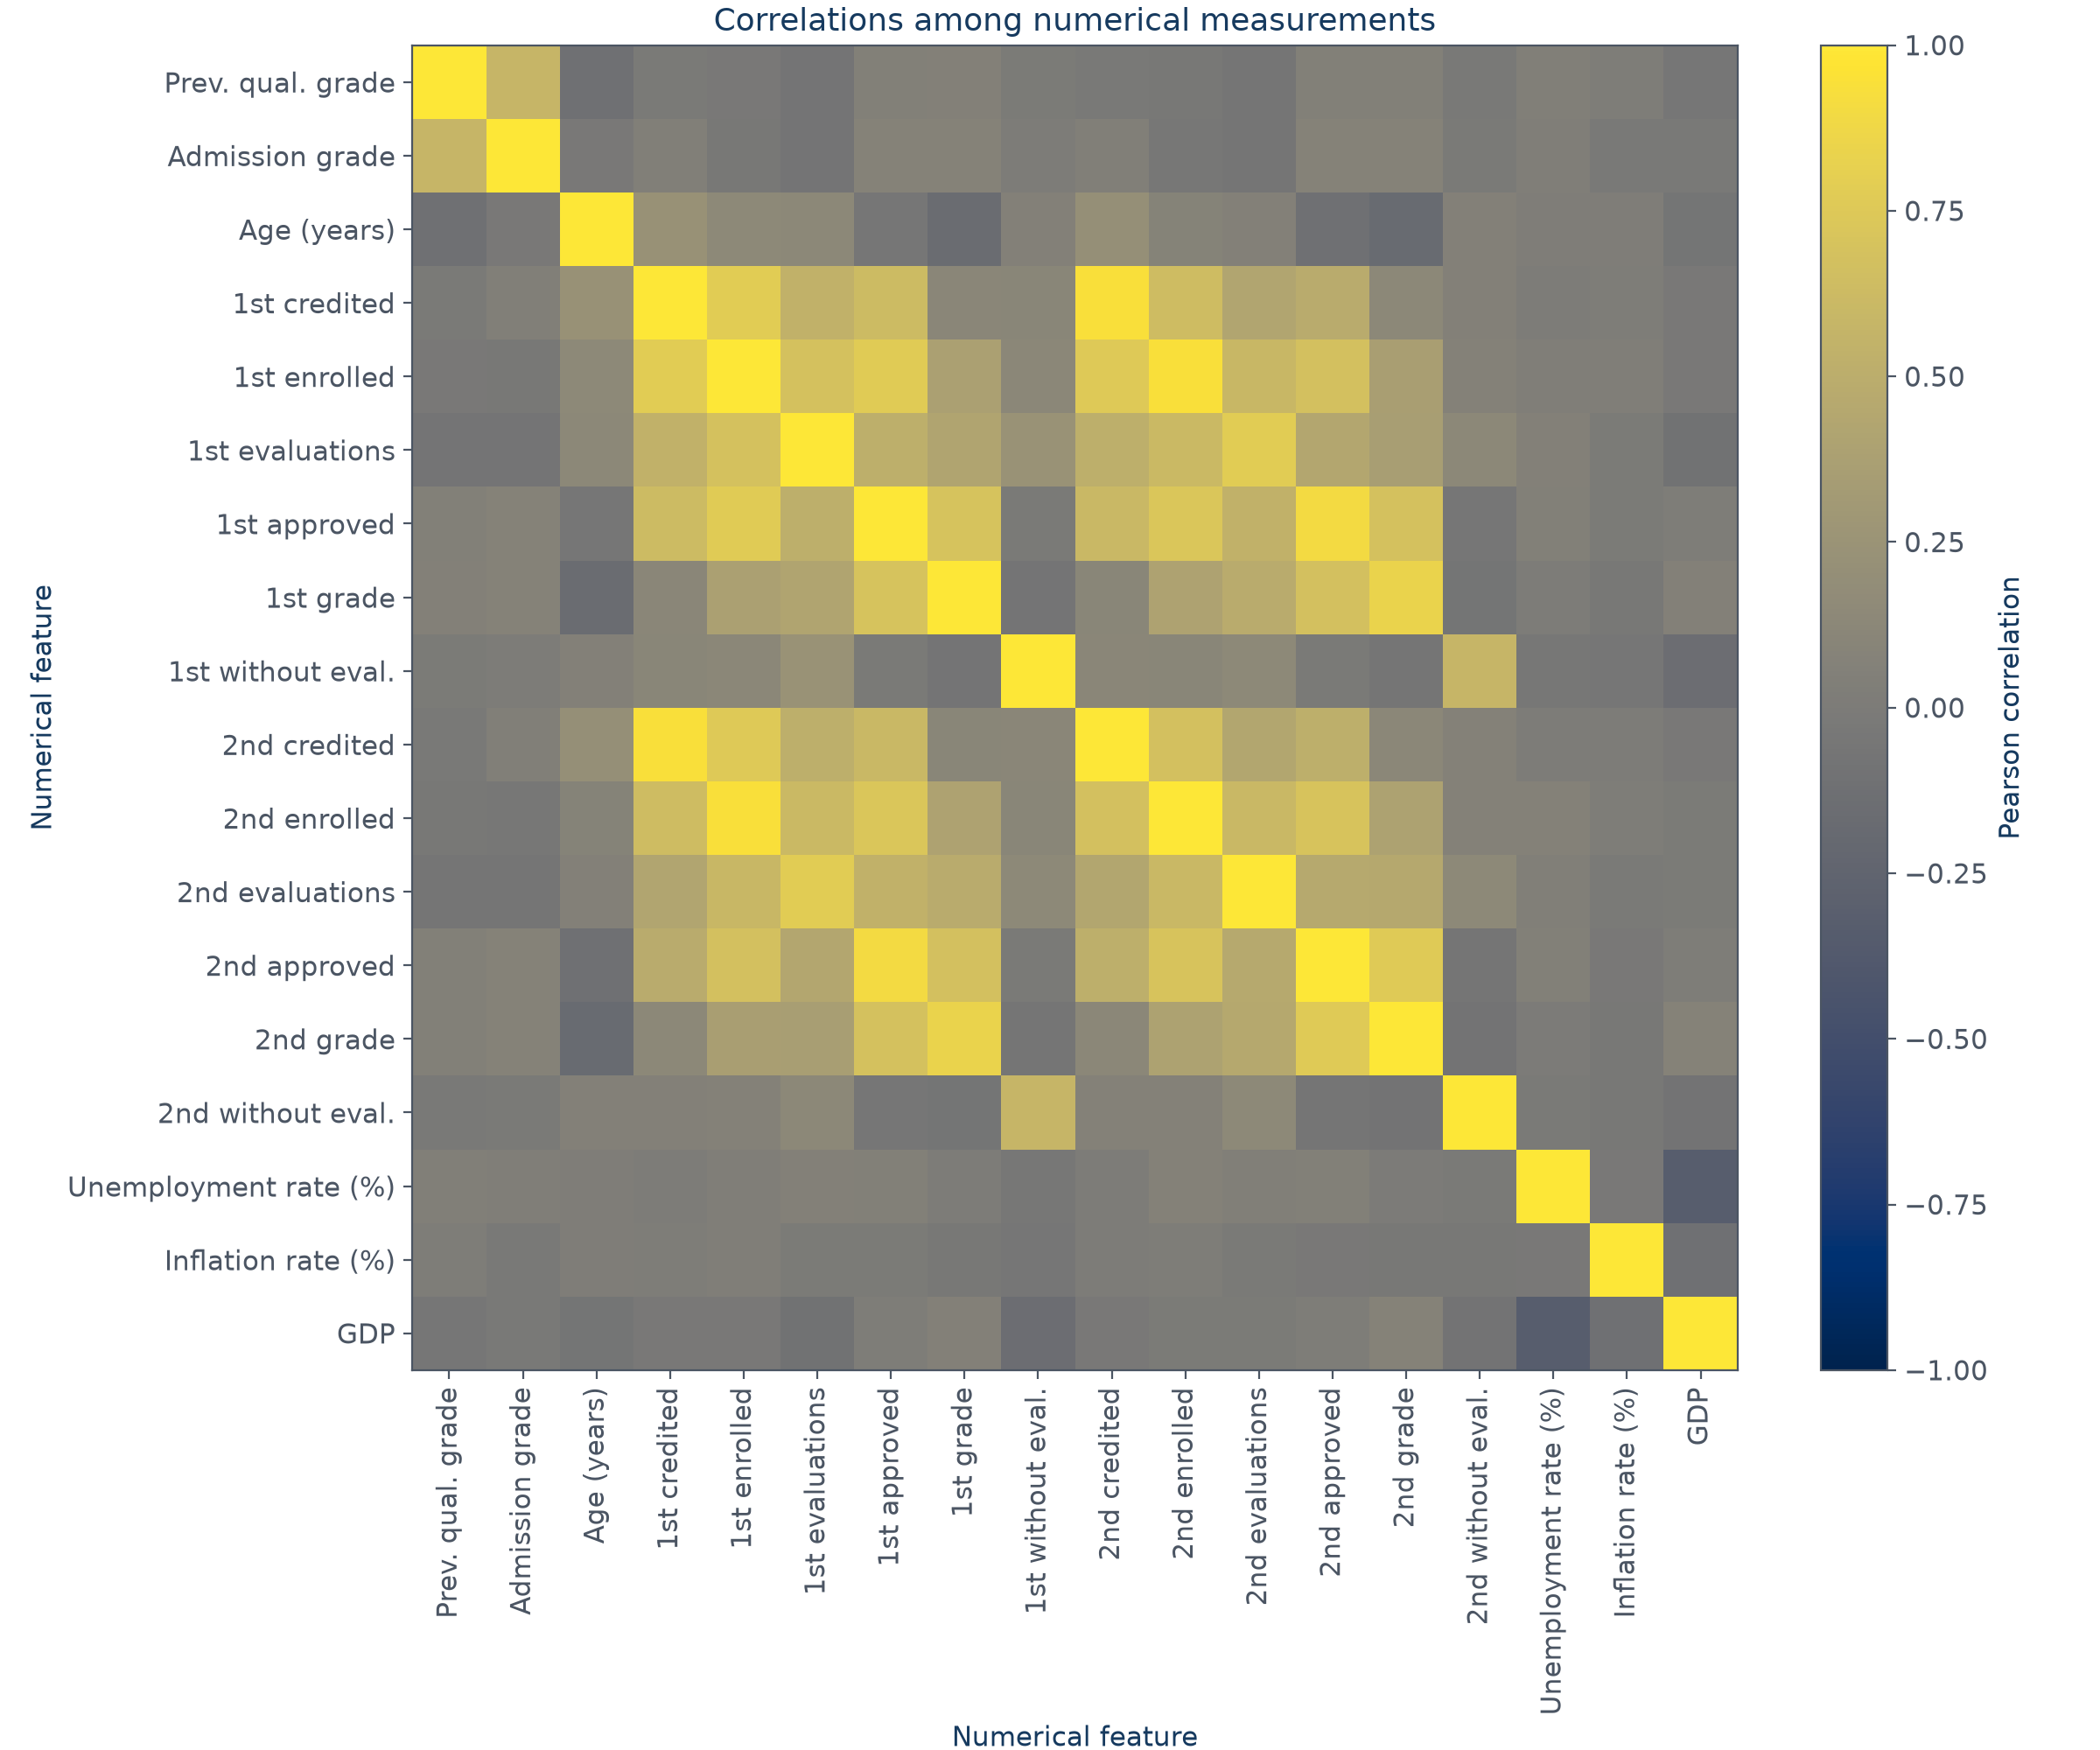 Correlations among numerical measurements
Numerical feature
Prev. qual. grade
Admission grade
Age (years)
1st credited
1st enrolled
1st evaluations
1st approved
1st grade
1st without eval.
2nd credited
2nd enrolled
2nd evaluations
2nd approved
2nd grade
2nd without eval.
Unemployment rate (%)
Inflation rate (%)
GDP
Prev. qual. grade
Admission grade
Age (years)
1st credited
1st enrolled
1st evaluations
1st approved
1st grade
1st without eval.
2nd credited
2nd enrolled
2nd evaluations
2nd approved
2nd grade
2nd without eval.
Unemployment rate (%)
Inflation rate (%)
GDP
Numerical feature
1.00
0.75
0.50
0.25
0.00
−0.25
−0.50
−0.75
−1.00
Pearson correlation